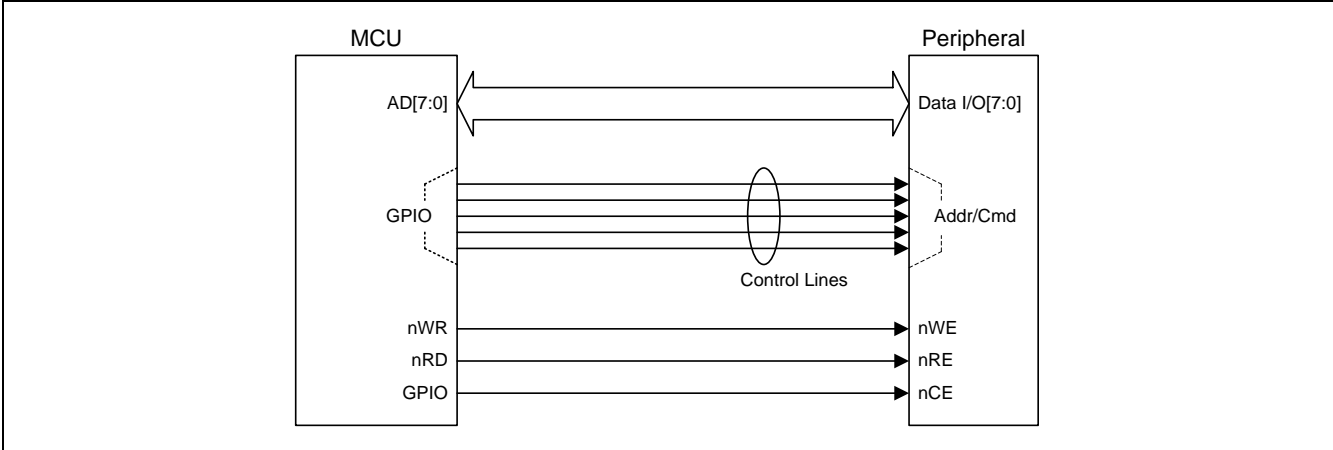 MCU
Peripheral
AD[7:0]
Data I/O[7:0]
GPIO
Addr/Cmd
Control Lines
nWR
nWE
nRD
nRE
GPIO
nCE